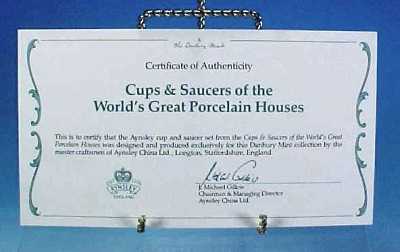 The Danbury Mint
Certificate of Authenticity
Cups & Saucers of the
World's Great Porcelain Houses
This is to certify that the Aynsley cup and saucer set from the Cups & Saucers of the World's Great
Porcelain Houses was designed and produced exclusively for this Danbury Mint collection by the
master craftsmen of Aynsley China Ltd., Longton, Staffordshire, England.
AYNSLEY
ENGLAND
Chairman & Managing Director
Aynsley China Ltd.